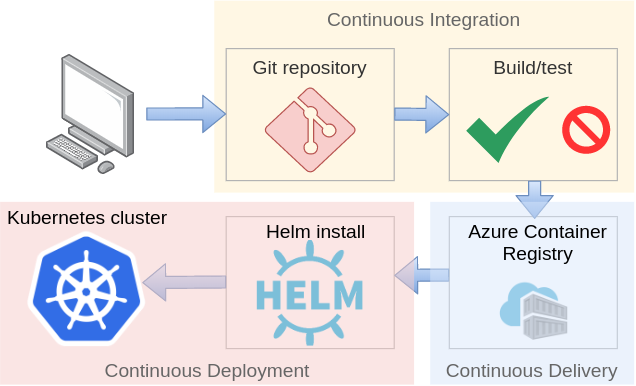 Continuous Integration
Git repository
Build/test
Kubernetes cluster
Helm install
HELM
Azure Container
Registry
Continuous Deployment
Continuous Delivery